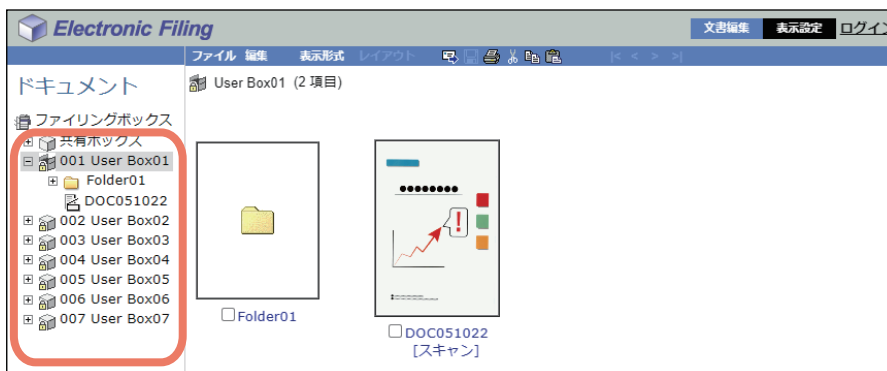 Electronic Filing
文書編集 表示設定 ログイン
ファイル 編集 表示形式 レイアウト |< < > >|
ドキュメント
User Box01 (2 項目)
ファイリングボックス
共有ボックス
001 User Box01
Folder01
DOC051022
002 User Box02
003 User Box03
004 User Box04
005 User Box05
006 User Box06
007 User Box07
!
Folder01
DOC051022
[スキャン]